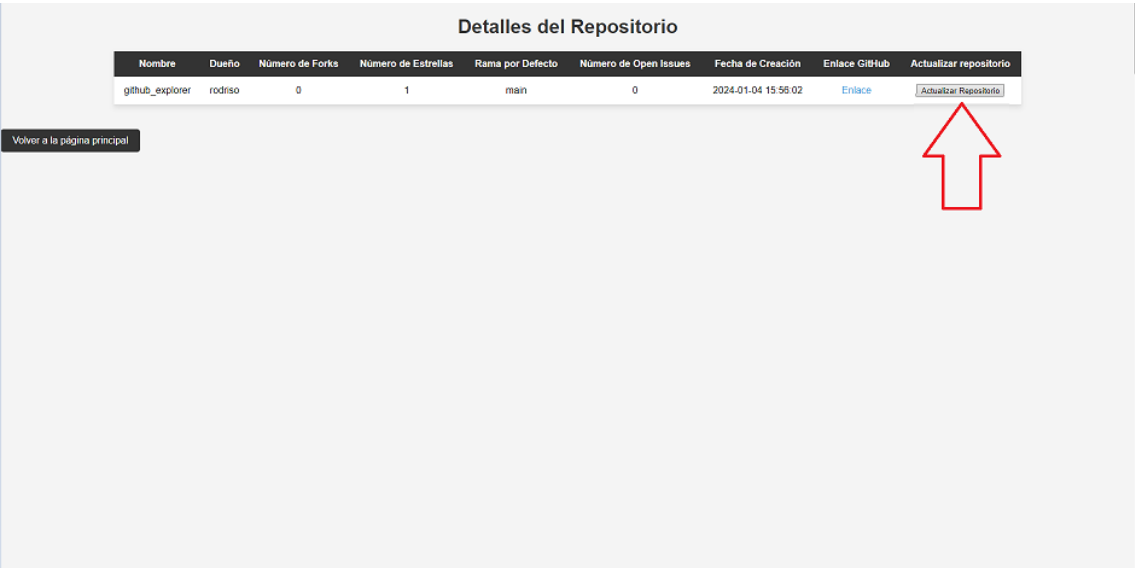 Detalles del Repositorio
Nombre Dueño Número de Forks Número de Estrellas Rama por Defecto Número de Open Issues Fecha de Creación Enlace GitHub Actualizar repositorio
github_explorer rodriso 0 1 main 0 2024-01-04 15:56:02 Enlace Actualizar Repositorio
Volver a la página principal